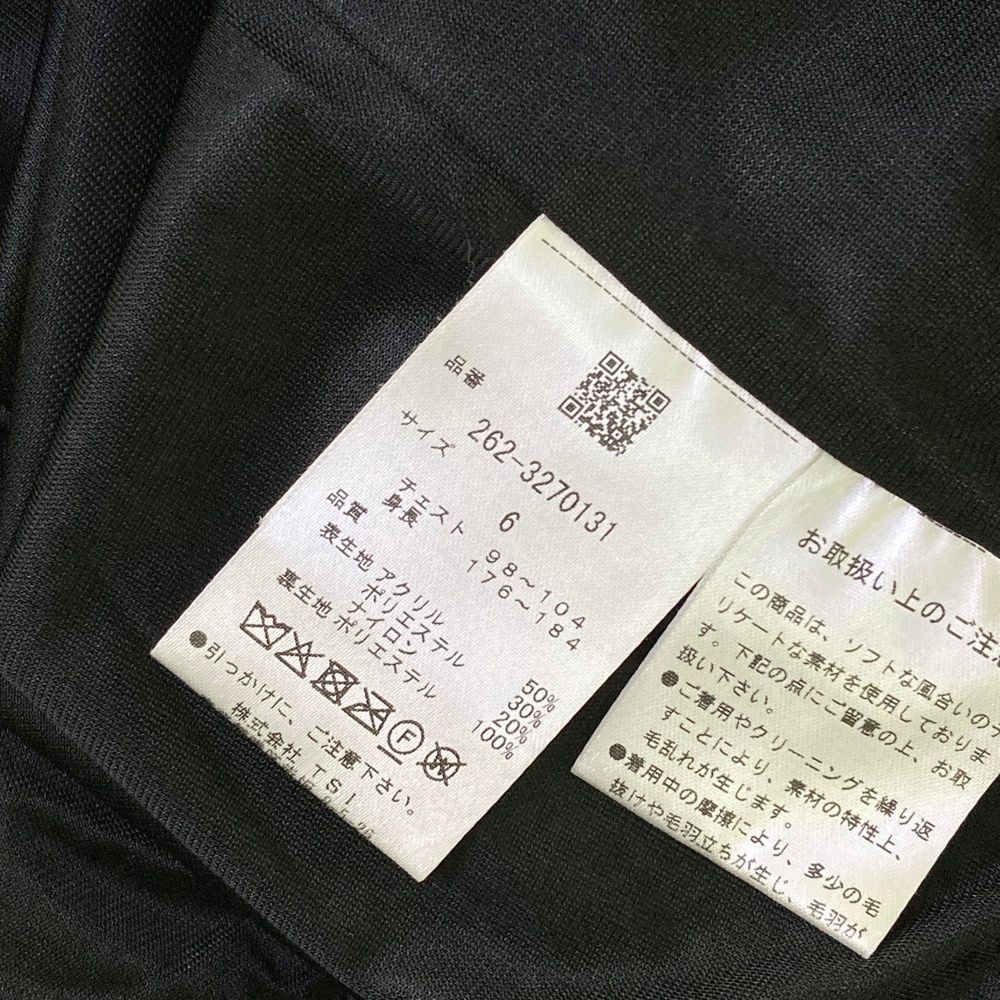 品番
262-3270131
サイズ
6
チェスト 98～104
身長 176～184
品質
表生地 アクリル 50%
ポリエステル 30%
ナイロン 20%
裏生地 ポリエステル 100%
F
W
●引つかけに、ご注意下さい。
株式会社 TSI
お取扱い上のご注意
この商品は、ソフトな風合いのデ
リケートな素材を使用しておりま
す。下記の点にご留意の上、お取
扱い下さい。
●ご着用やクリーニングを繰り返
すことにより、素材の特性上、
毛乱れが生じます。
●着用中の摩擦により、多少の毛
抜けや毛羽立ちが生じ、毛羽が